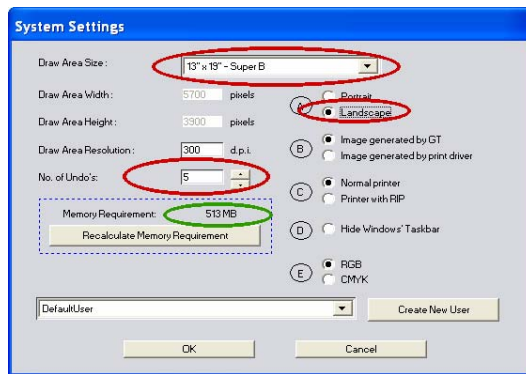 System Settings
Draw Area Size :
13" x 19" - Super B
Draw Area Width :
5700
pixels
Draw Area Height :
3900
pixels
Draw Area Resolution :
300
d.p.i.
No. of Undo's:
5
Memory Requirement:
513 MB
Recalculate Memory Requirement
A
Portrait
Landscape
B
Image generated by GT
Image generated by print driver
C
Normal printer
Printer with RIP
D
Hide Windows' Taskbar
E
RGB
CMYK
DefaultUser
Create New User
OK
Cancel